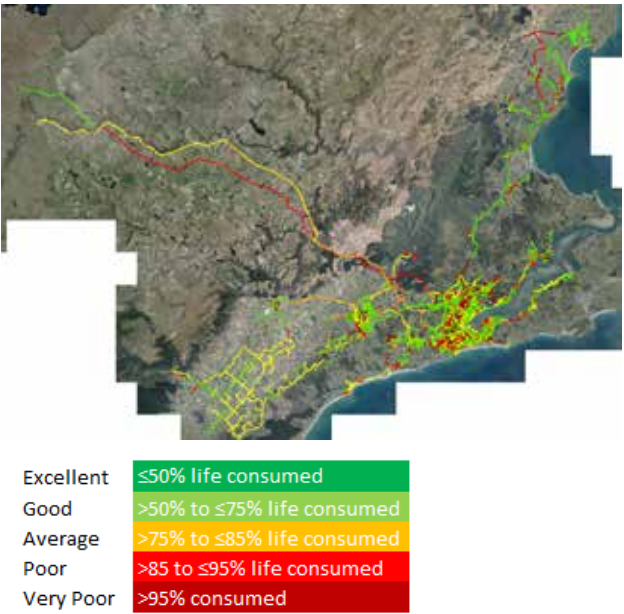 Excellent ≤50% life consumed
Good >50% to ≤75% life consumed
Average >75% to ≤85% life consumed
Poor >85 to ≤95% life consumed
Very Poor >95% consumed